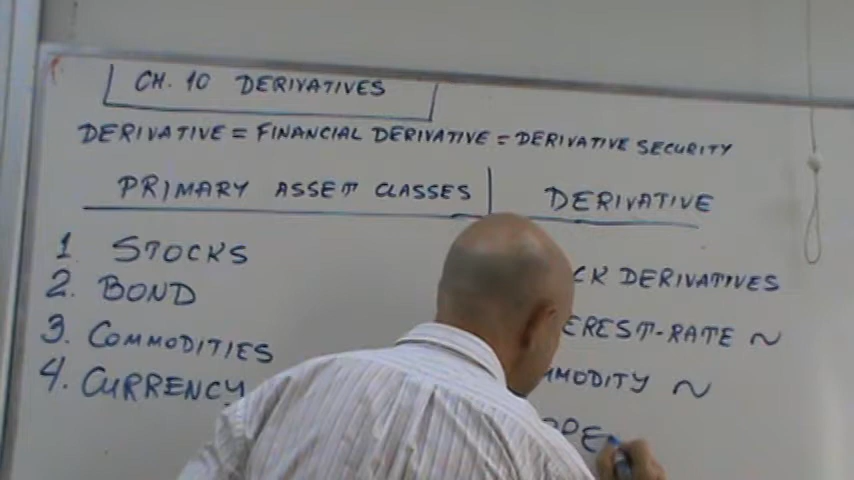 CH. 10 DERIVATIVES
DERIVATIVE = FINANCIAL DERIVATIVE = DERIVATIVE SECURITY
PRIMARY ASSET CLASSES DERIVATIVE
1. STOCKS
2. BOND
3. COMMODITIES
4. CURRENCY
CK DERIVATIVES
EREST-RATE ~
MODITY ~